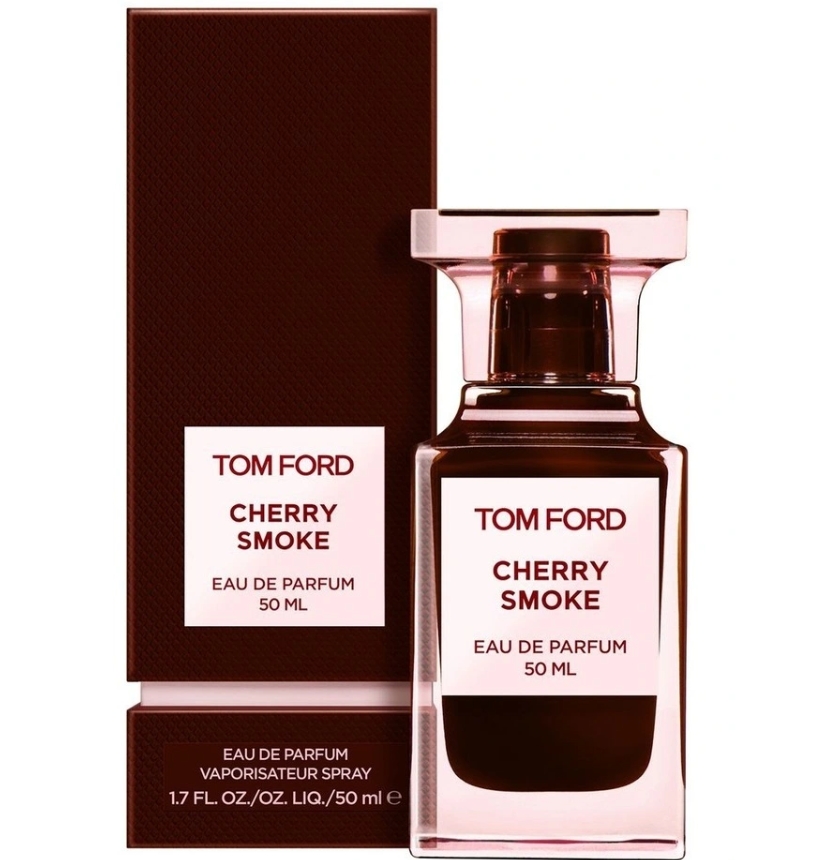 TOM FORD
CHERRY
SMOKE
EAU DE PARFUM
50 ML
EAU DE PARFUM
VAPORISATEUR SPRAY
1.7 FL. OZ./OZ. LIQ./50 ml ℮
TOM FORD
CHERRY
SMOKE
EAU DE PARFUM
50 ML